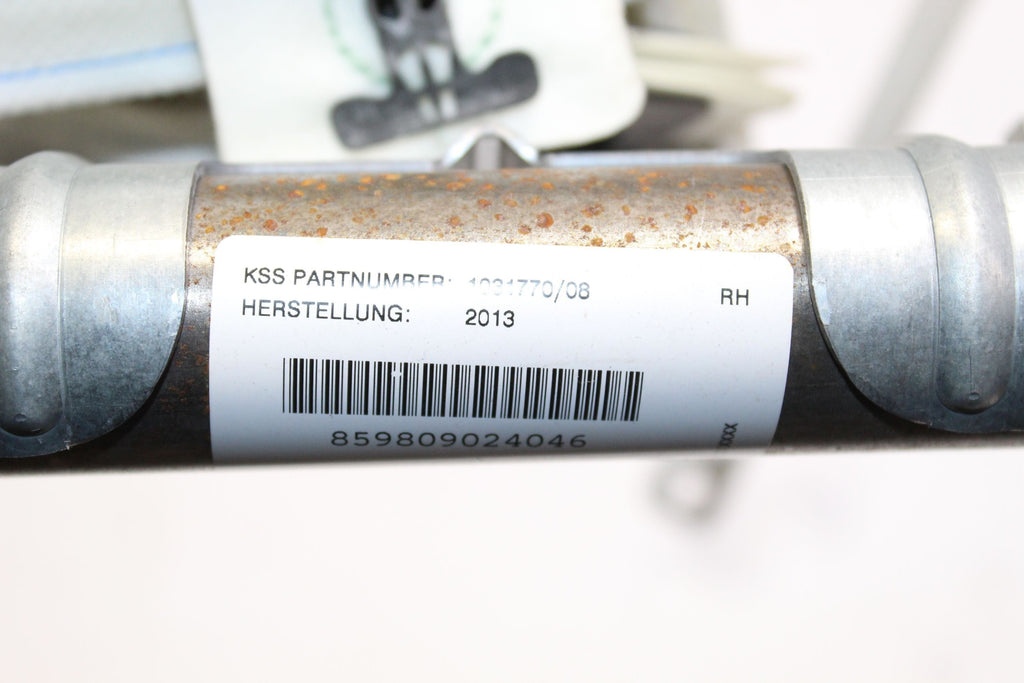 KSS PARTNUMBER: 1031770/08
RH
HERSTELLUNG: 2013
859809024046